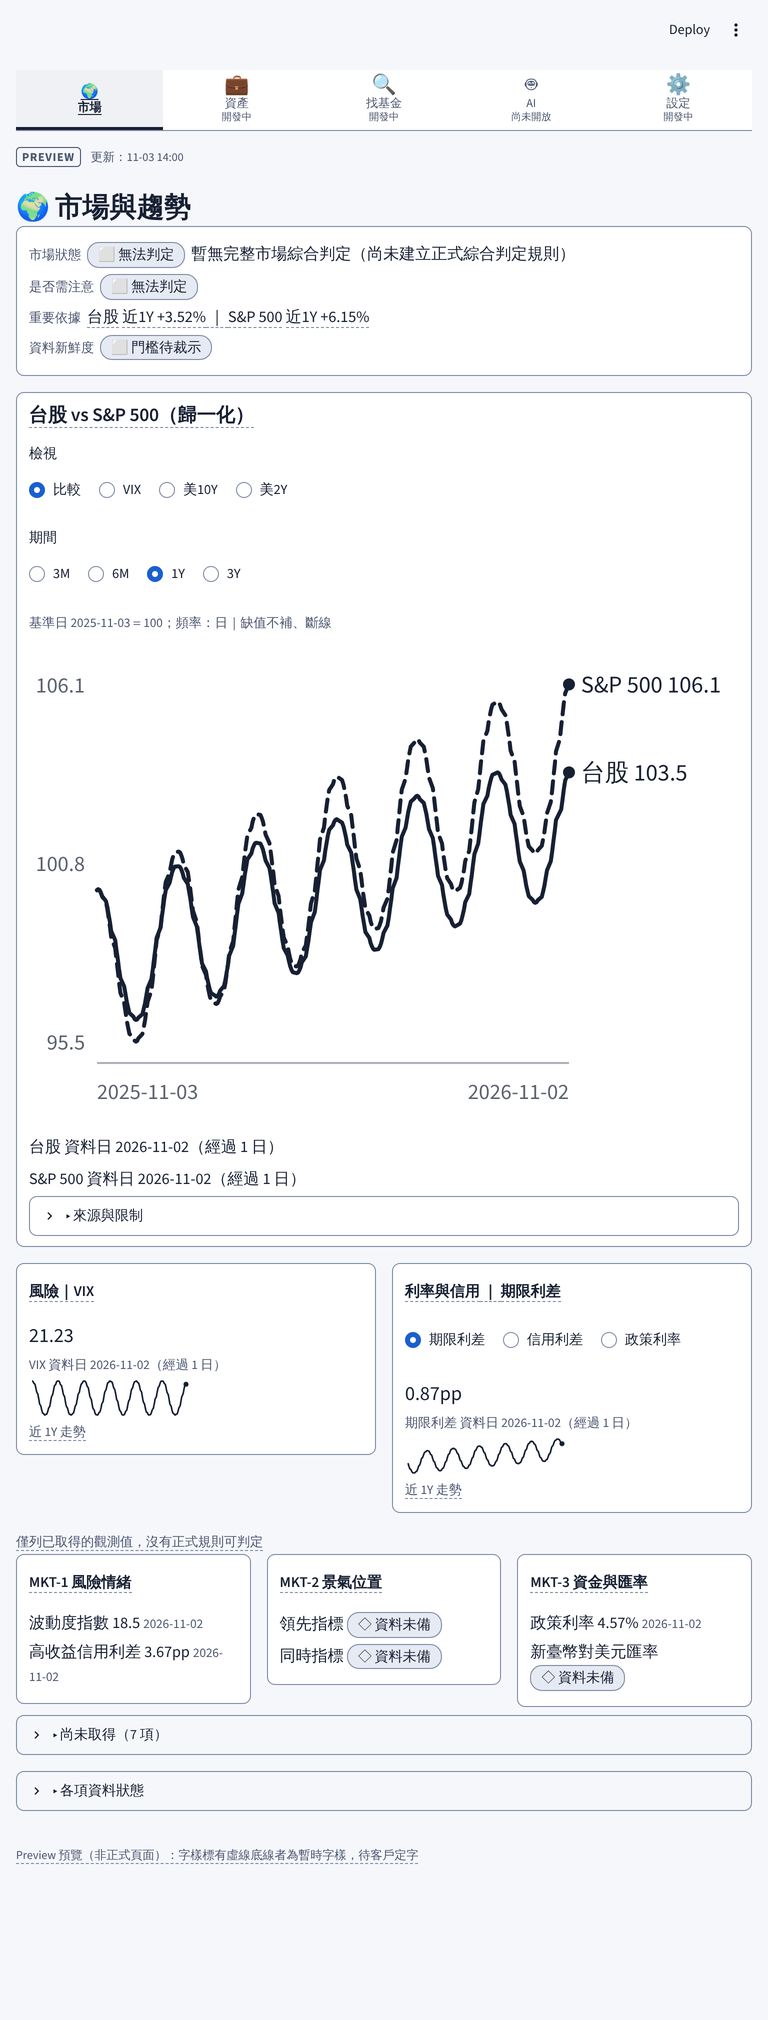 Deploy
市場
資產
開發中
找基金
開發中
AI
尚未開放
設定
開發中
PREVIEW 更新：11-03 14:00
市場與趨勢
市場狀態 無法判定 暫無完整市場綜合判定（尚未建立正式綜合判定規則）
是否需注意 無法判定
重要依據 台股 近1Y +3.52% ｜ S&P 500 近1Y +6.15%
資料新鮮度 門檻待裁示
台股 vs S&P 500（歸一化）
檢視
比較 VIX 美10Y 美2Y
期間
3M 6M 1Y 3Y
基準日 2025-11-03＝100；頻率：日｜缺值不補、斷線
106.1
S&P 500 106.1
台股 103.5
100.8
95.5
2025-11-03 2026-11-02
台股 資料日 2026-11-02（經過 1 日）
S&P 500 資料日 2026-11-02（經過 1 日）
▸ 來源與限制
風險｜VIX
21.23
VIX 資料日 2026-11-02（經過 1 日）
近 1Y 走勢
利率與信用 ｜ 期限利差
期限利差 信用利差 政策利率
0.87pp
期限利差 資料日 2026-11-02（經過 1 日）
近 1Y 走勢
僅列已取得的觀測值，沒有正式規則可判定
MKT-1 風險情緒
波動度指數 18.5 2026-11-02
高收益信用利差 3.67pp 2026-
11-02
MKT-2 景氣位置
領先指標 ◇ 資料未備
同時指標 ◇ 資料未備
MKT-3 資金與匯率
政策利率 4.57% 2026-11-02
新臺幣對美元匯率
◇ 資料未備
▸ 尚未取得（7 項）
▸ 各項資料狀態
Preview 預覽（非正式頁面）：字樣標有虛線底線者為暫時字樣，待客戶定字